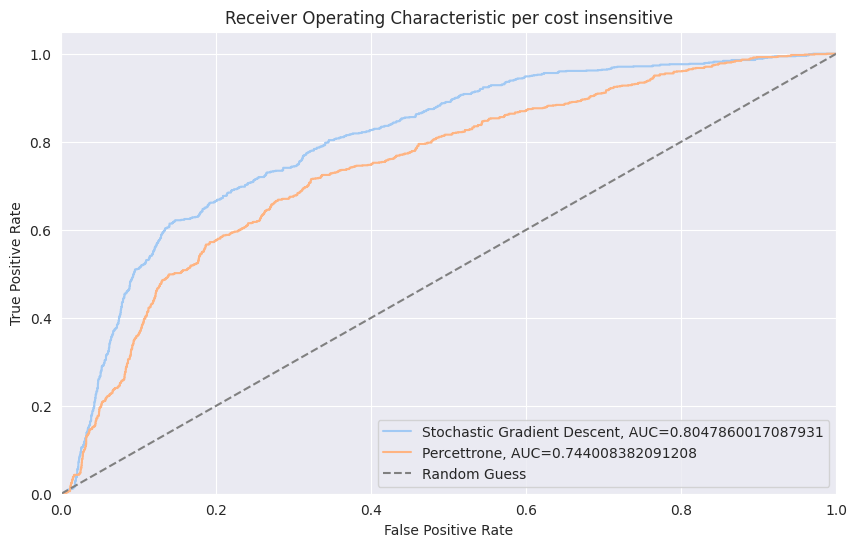 Receiver Operating Characteristic per cost insensitive
True Positive Rate
1.0
0.8
0.6
0.4
0.2
0.0
Stochastic Gradient Descent, AUC=0.8047860017087931
Percettrone, AUC=0.744008382091208
Random Guess
0.0 0.2 0.4 0.6 0.8 1.0
False Positive Rate